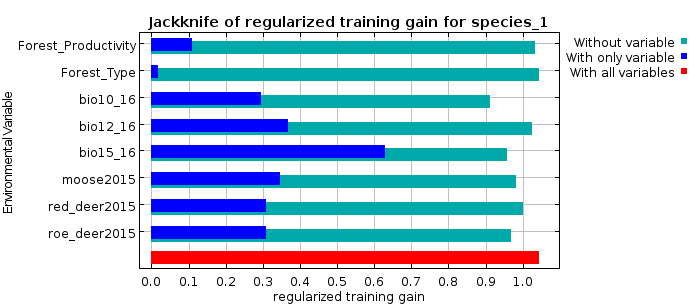 Jackknife of regularized training gain for species_1
Environmental Variable
Forest_Productivity
Forest_Type
bio10_16
bio12_16
bio15_16
moose2015
red_deer2015
roe_deer2015
0.0 0.1 0.2 0.3 0.4 0.5 0.6 0.7 0.8 0.9 1.0
regularized training gain
Without variable
With only variable
With all variables